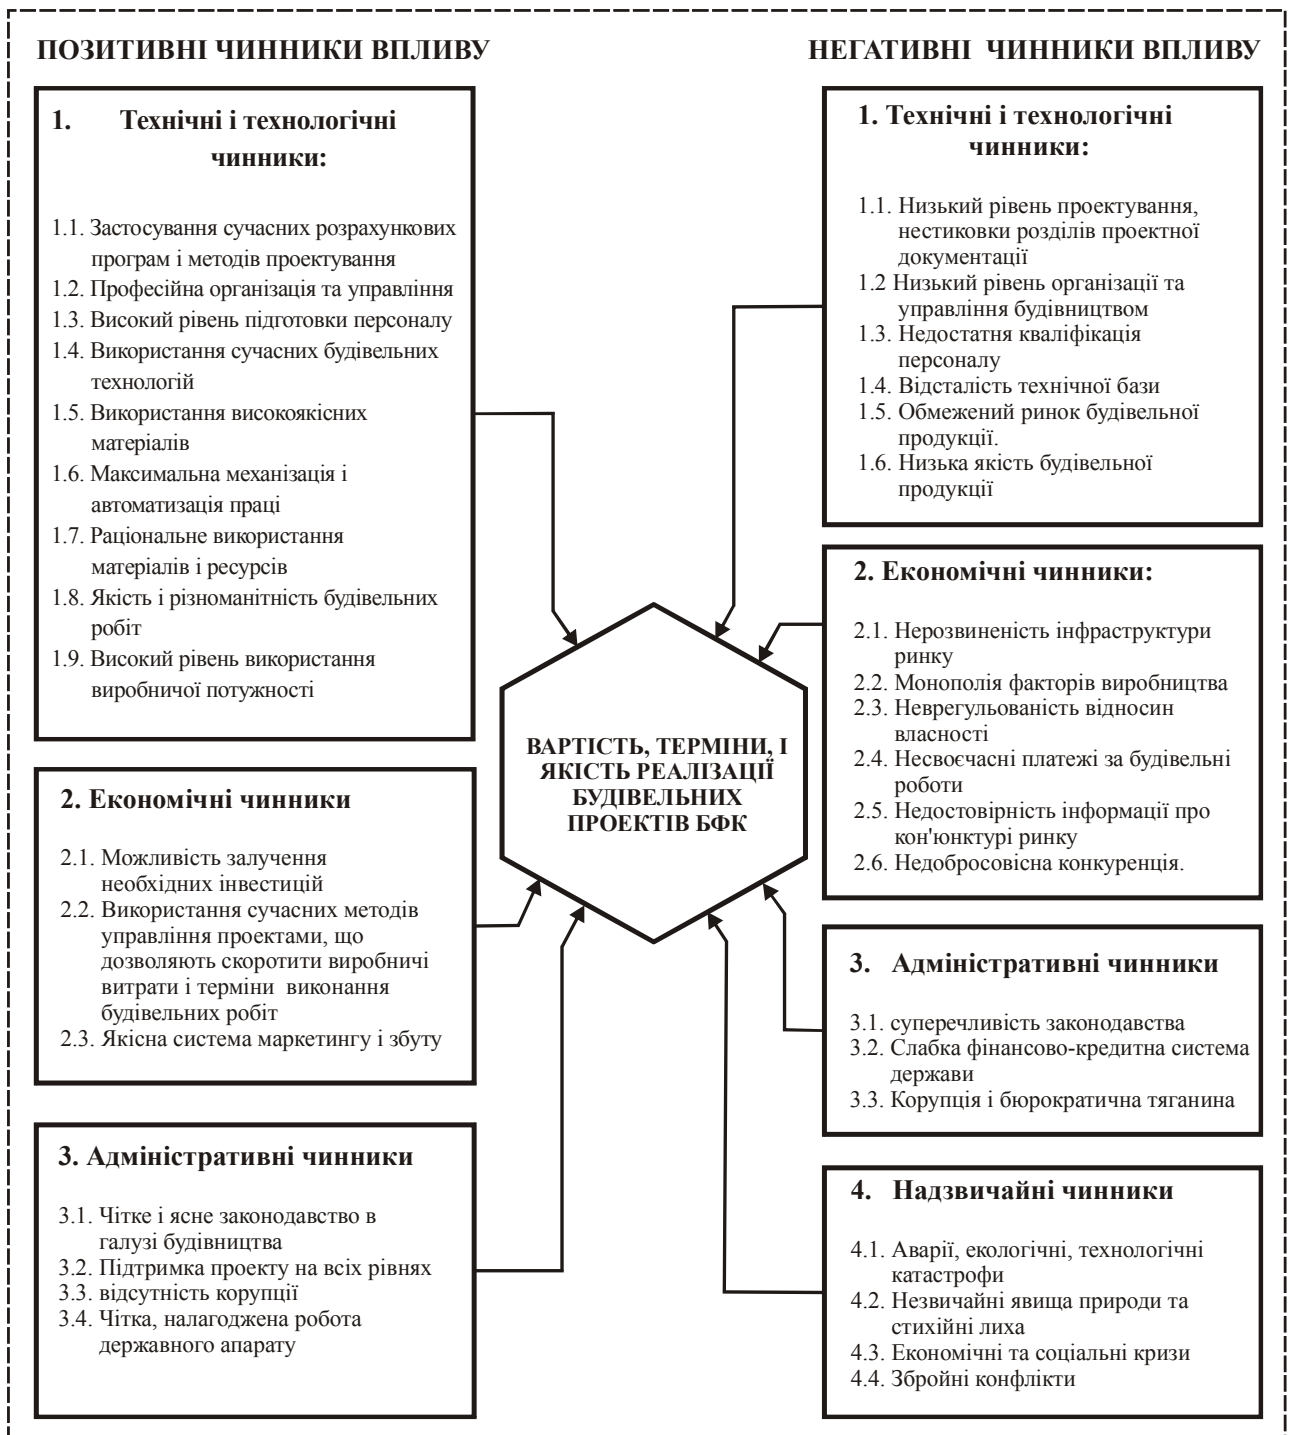 ПОЗИТИВНІ ЧИННИКИ ВПЛИВУ
1. Технічні і технологічні
чинники:
1.1. Застосування сучасних розрахункових
програм і методів проектування
1.2. Професійна організація та управління
1.3. Високий рівень підготовки персоналу
1.4. Використання сучасних будівельних
технологій
1.5. Використання високоякісних
матеріалів
1.6. Максимальна механізація і
автоматизація праці
1.7. Раціональне використання
матеріалів і ресурсів
1.8. Якість і різноманітність будівельних
робіт
1.9. Високий рівень використання
виробничої потужності
2. Економічні чинники
2.1. Можливість залучення
необхідних інвестицій
2.2. Використання сучасних методів
управління проектами, що
дозволяють скоротити виробничі
витрати і терміни виконання
будівельних робіт
2.3. Якісна система маркетингу і збуту
3. Адміністративні чинники
3.1. Чітке і ясне законодавство в
галузі будівництва
3.2. Підтримка проекту на всіх рівнях
3.3. відсутність корупції
3.4. Чітка, налагоджена робота
державного апарату
ВАРТІСТЬ, ТЕРМІНИ, І
ЯКІСТЬ РЕАЛІЗАЦІЇ
БУДІВЕЛЬНИХ
ПРОЕКТІВ БФК
НЕГАТИВНІ ЧИННИКИ ВПЛИВУ
1. Технічні і технологічні
чинники:
1.1. Низький рівень проектування,
нестиковки розділів проектної
документації
1.2 Низький рівень організації та
управління будівництвом
1.3. Недостатня кваліфікація
персоналу
1.4. Відсталість технічної бази
1.5. Обмежений ринок будівельної
продукції.
1.6. Низька якість будівельної
продукції
2. Економічні чинники:
2.1. Нерозвиненість інфраструктури
ринку
2.2. Монополія факторів виробництва
2.3. Неврегульованість відносин
власності
2.4. Несвоєчасні платежі за будівельні
роботи
2.5. Недостовірність інформації про
кон'юнктурі ринку
2.6. Недобросовісна конкуренція.
3. Адміністративні чинники
3.1. суперечливість законодавства
3.2. Слабка фінансово-кредитна система
держави
3.3. Корупція і бюрократична тяганина
4. Надзвичайні чинники
4.1. Аварії, екологічні, технологічні
катастрофи
4.2. Незвичайні явища природи та
стихійні лиха
4.3. Економічні та соціальні кризи
4.4. Збройні конфлікти